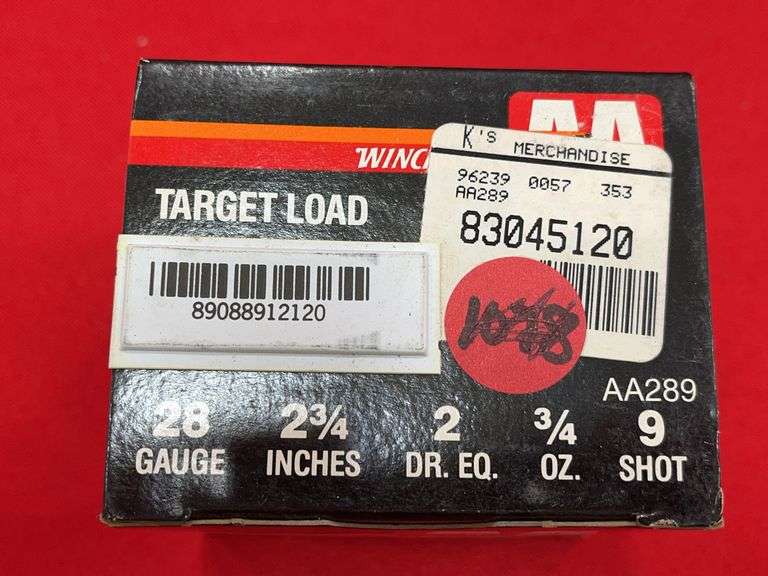 AA
WINC
K's MERCHANDISE
96239 0057 353
AA289
83045120
TARGET LOAD
89088912120
AA289
28 2¾ 2 ¾ 9
GAUGE INCHES DR. EQ. OZ. SHOT